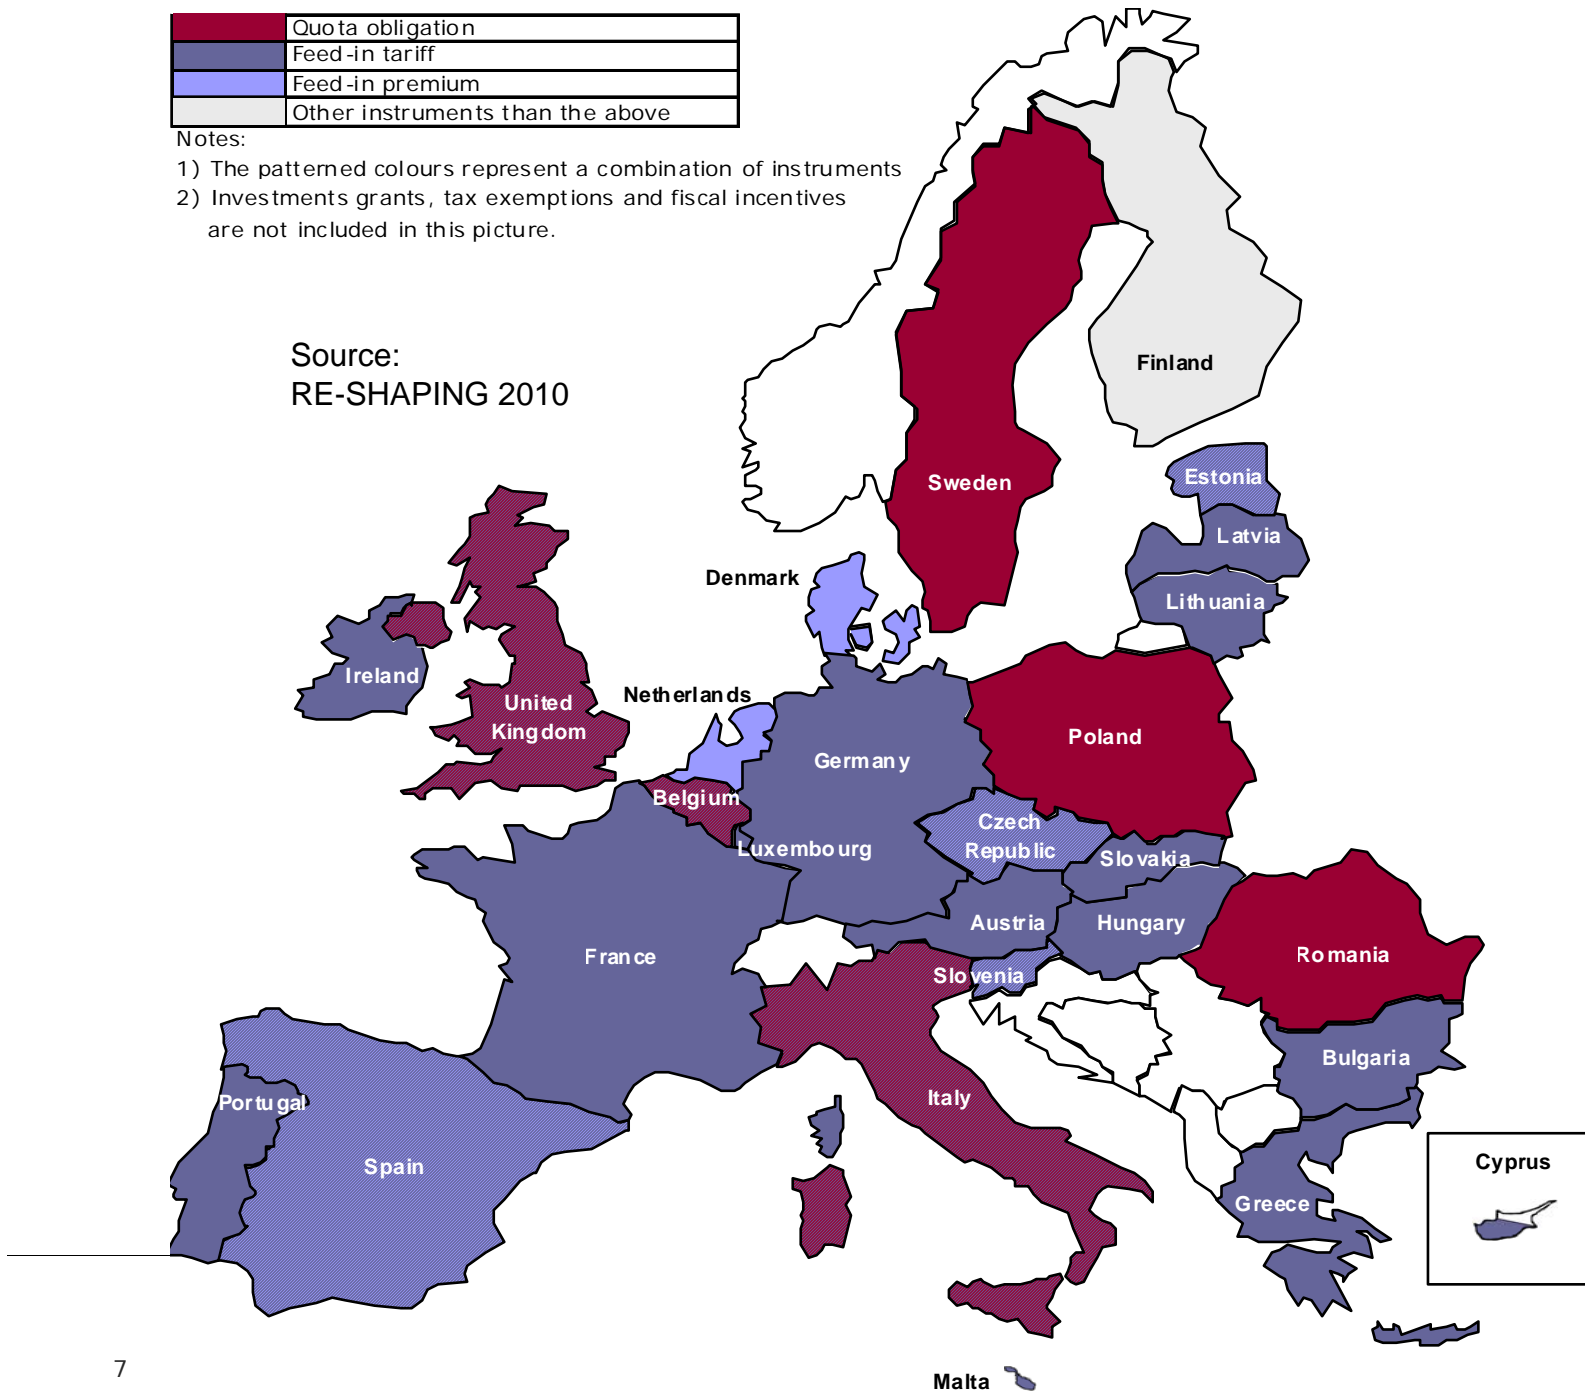 Quota obligation
Feed-in tariff
Feed-in premium
Other instruments than the above
Notes:
1) The patterned colours represent a combination of instruments
2) Investments grants, tax exemptions and fiscal incentives
are not included in this picture.
Source:
RE-SHAPING 2010
Finland
Sweden
Estonia
Latvia
Denmark
Lithuania
Ireland
Netherlands
United
Kingdom
Poland
Germany
Belgium
Czech
Republic
Luxembourg
Slovakia
Austria
Hungary
France
Romania
Slovenia
Bulgaria
Italy
Portugal
Spain
Cyprus
Greece
7
Malta